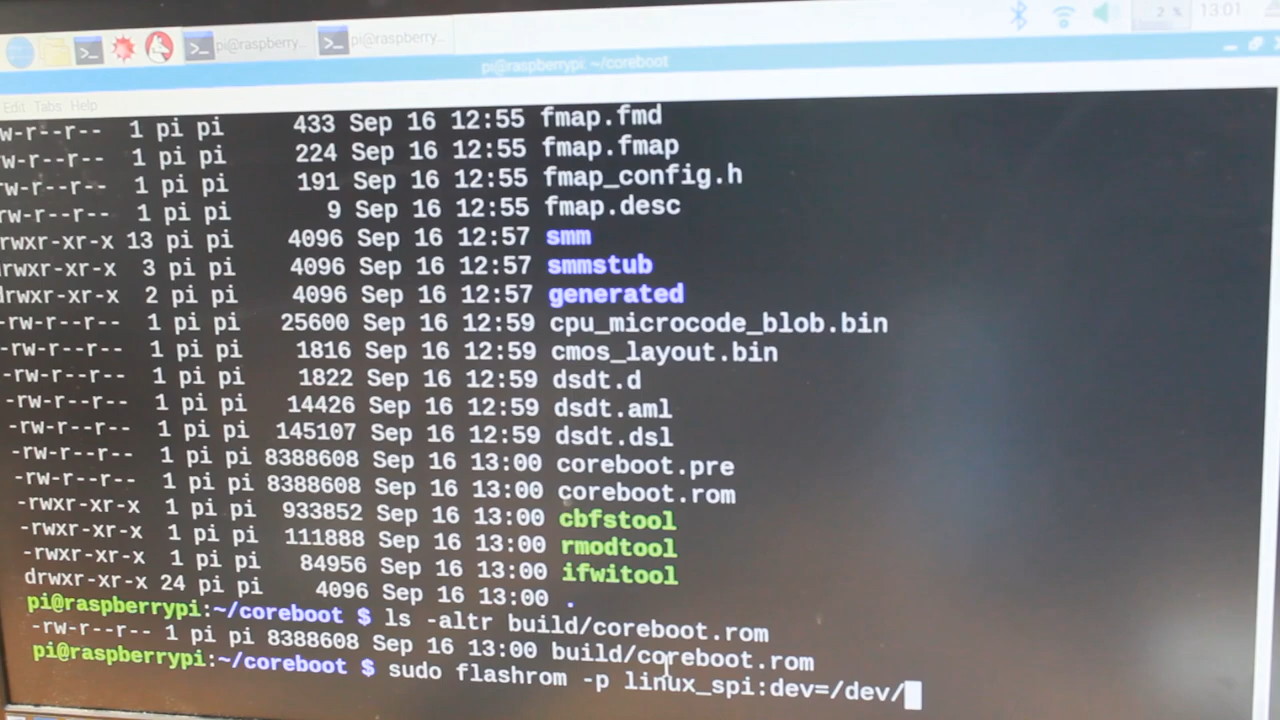 pi@raspberry...
pi@raspberry...
2 %
13:01
pi@raspberrypi: ~/coreboot
Edit Tabs Help
w-r--r-- 1 pi pi 433 Sep 16 12:55 fmap.fmd
rw-r--r-- 1 pi pi 224 Sep 16 12:55 fmap.fmap
rw-r--r-- 1 pi pi 191 Sep 16 12:55 fmap_config.h
rw-r--r-- 1 pi pi 9 Sep 16 12:55 fmap.desc
rwxr-xr-x 13 pi pi 4096 Sep 16 12:57 smm
drwxr-xr-x 3 pi pi 4096 Sep 16 12:57 smmstub
drwxr-xr-x 2 pi pi 4096 Sep 16 12:57 generated
-rw-r--r-- 1 pi pi 25600 Sep 16 12:59 cpu_microcode_blob.bin
-rw-r--r-- 1 pi pi 1816 Sep 16 12:59 cmos_layout.bin
-rw-r--r-- 1 pi pi 1822 Sep 16 12:59 dsdt.d
-rw-r--r-- 1 pi pi 14426 Sep 16 12:59 dsdt.aml
-rw-r--r-- 1 pi pi 145107 Sep 16 12:59 dsdt.dsl
-rw-r--r-- 1 pi pi 8388608 Sep 16 13:00 coreboot.pre
-rw-r--r-- 1 pi pi 8388608 Sep 16 13:00 coreboot.rom
-rwxr-xr-x 1 pi pi 933852 Sep 16 13:00 cbfstool
-rwxr-xr-x 1 pi pi 111888 Sep 16 13:00 rmodtool
-rwxr-xr-x 1 pi pi 84956 Sep 16 13:00 ifwitool
drwxr-xr-x 24 pi pi 4096 Sep 16 13:00 .
pi@raspberrypi:~/coreboot $ ls -altr build/coreboot.rom
-rw-r--r-- 1 pi pi 8388608 Sep 16 13:00 build/coreboot.rom
pi@raspberrypi:~/coreboot $ sudo flashrom -p linux_spi:dev=/dev/